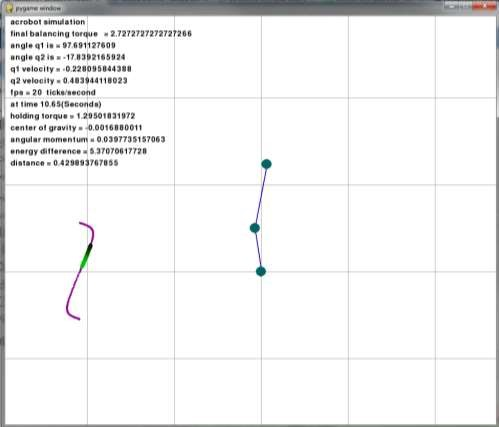 pygame window
acrobot simulation
final balancing torque = 2.7272727272727266
angle q1 is = 97.691127609
angle q2 is = -17.8392165924
q1 velocity = -0.228095844388
q2 velocity = 0.483944118023
fps = 20 ticks/second
at time 10.65(Seconds)
holding torque = 1.29501831972
center of gravity = -0.0016880011
angular momentum = 0.0397735157063
energy difference = 5.37070617728
distance = 0.429893767855